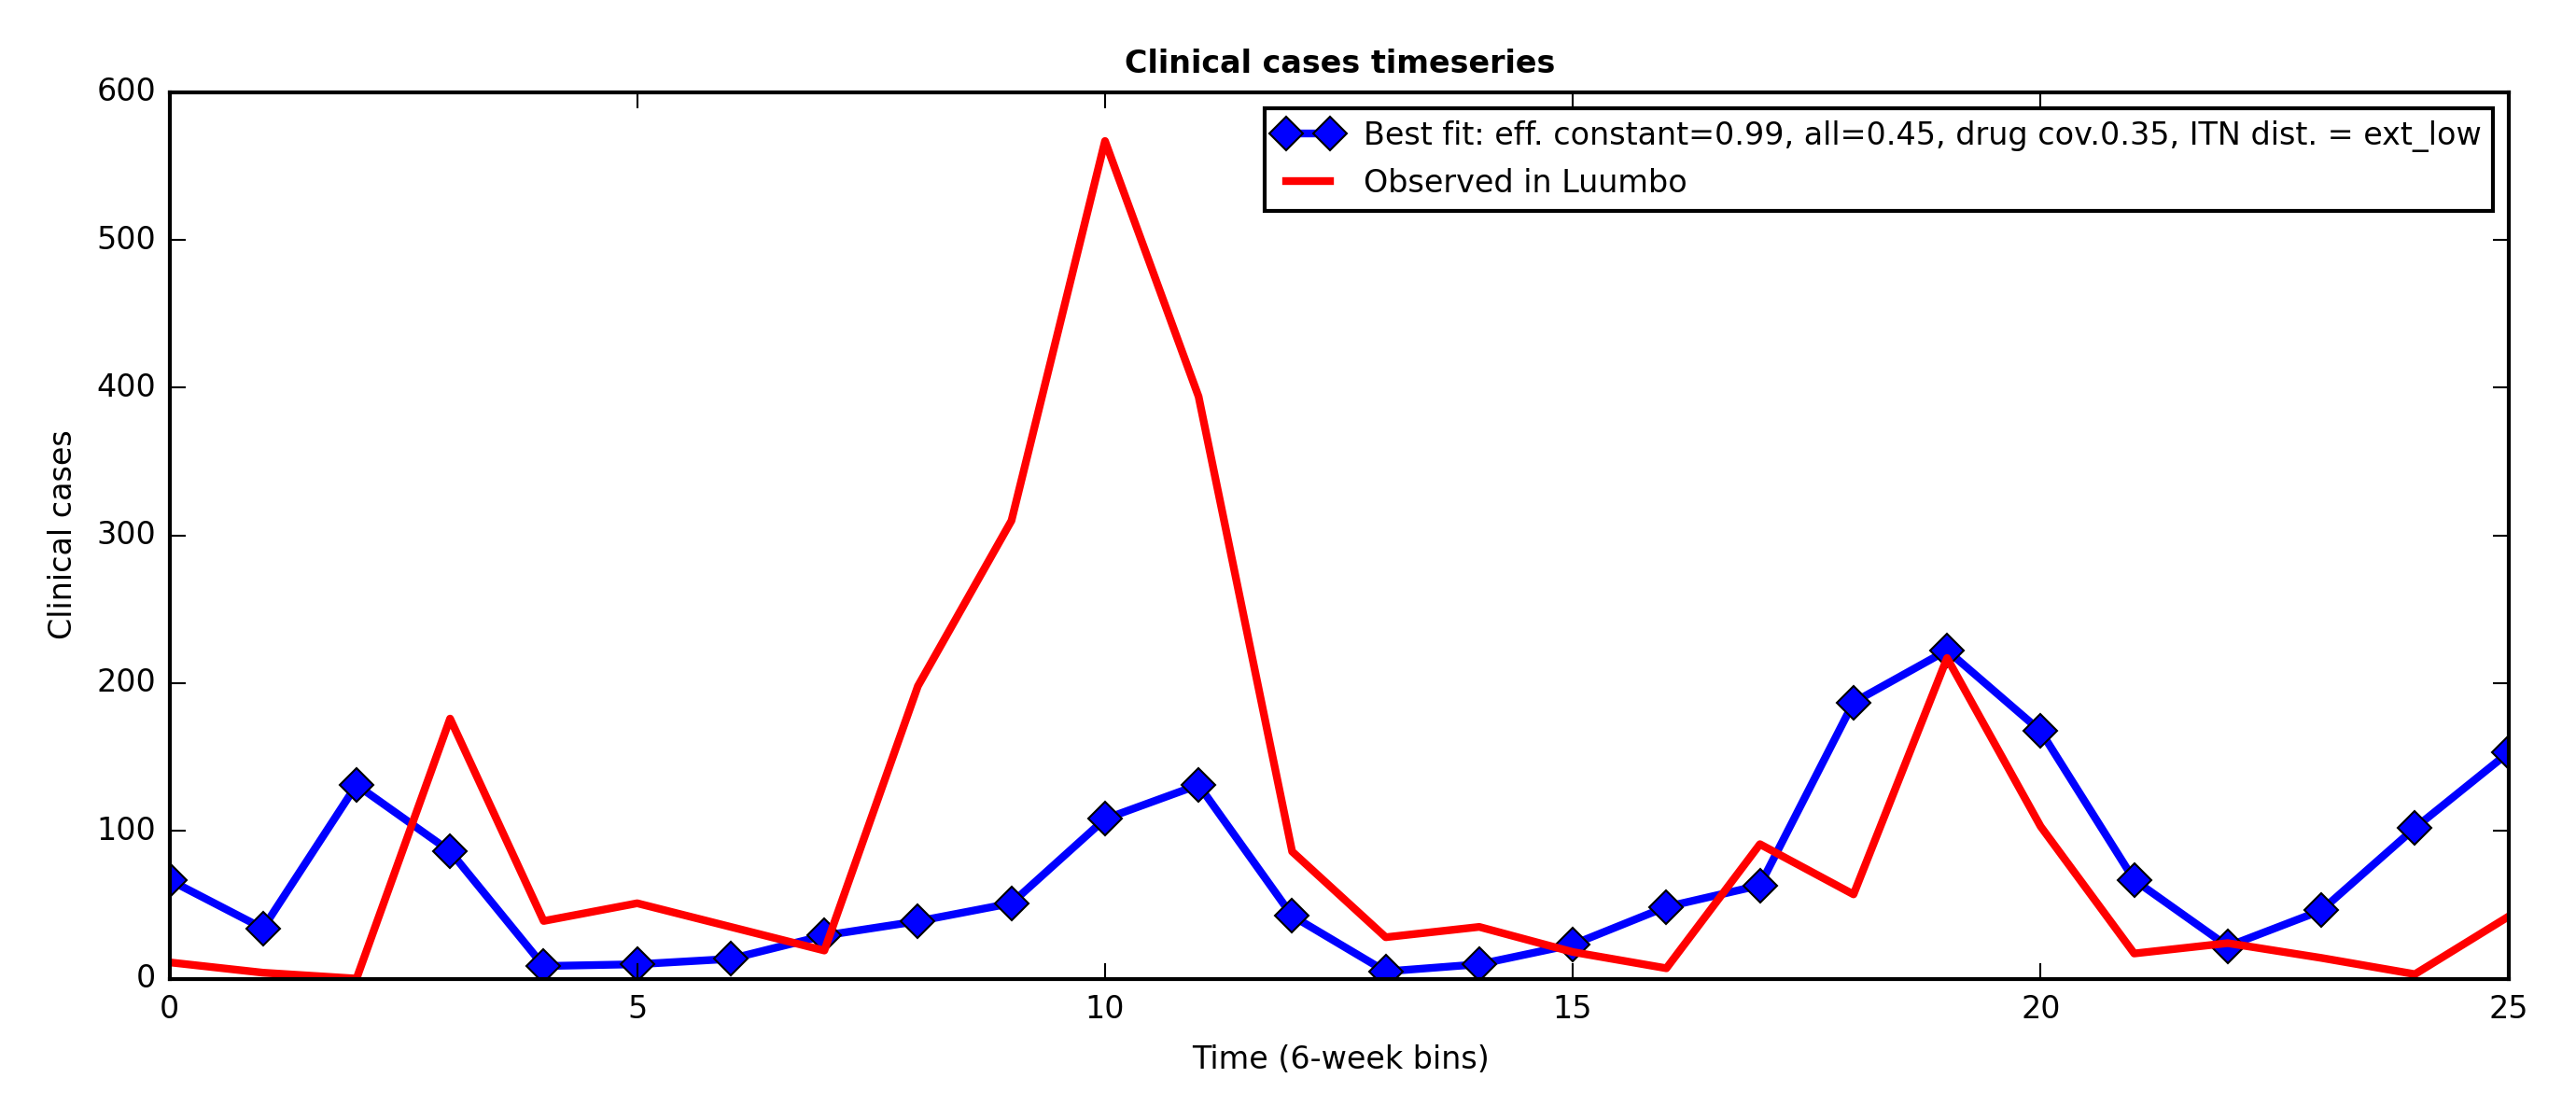 Clinical cases timeseries
600
500
400
300
200
100
0
Clinical cases
Best fit: eff. constant=0.99, all=0.45, drug cov.0.35, ITN dist. = ext_low
Observed in Luumbo
0 5 10 15 20 25
Time (6-week bins)